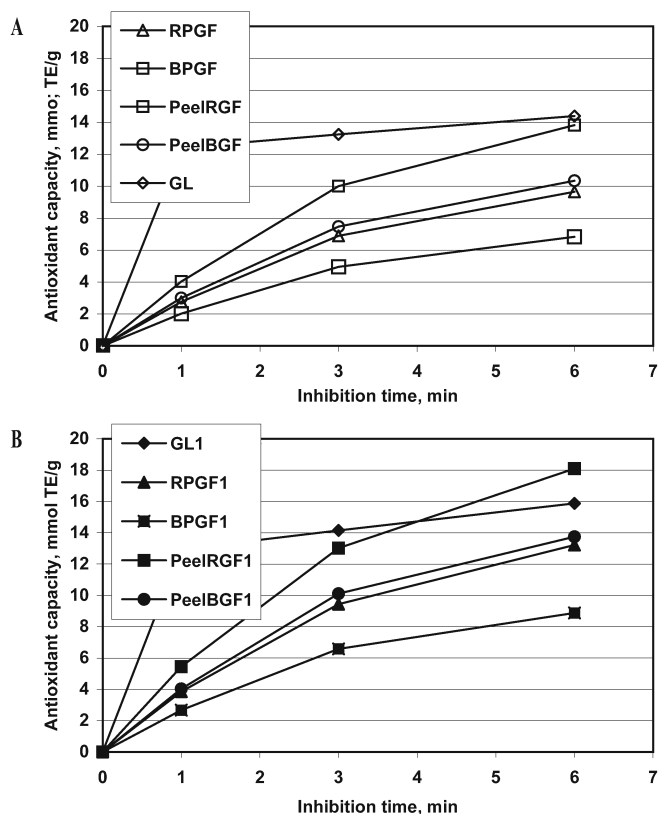 A
Antioxidant capacity, mmo; TE/g
20
18
16
14
12
10
8
6
4
2
0
RPGF
BPGF
PeelRGF
PeelBGF
GL
0 1 2 3 4 5 6 7
Inhibition time, min
B
Antioxidant capacity, mmol TE/g
20
18
16
14
12
10
8
6
4
2
0
GL1
RPGF1
BPGF1
PeelRGF1
PeelBGF1
0 1 2 3 4 5 6 7
Inhibition time, min